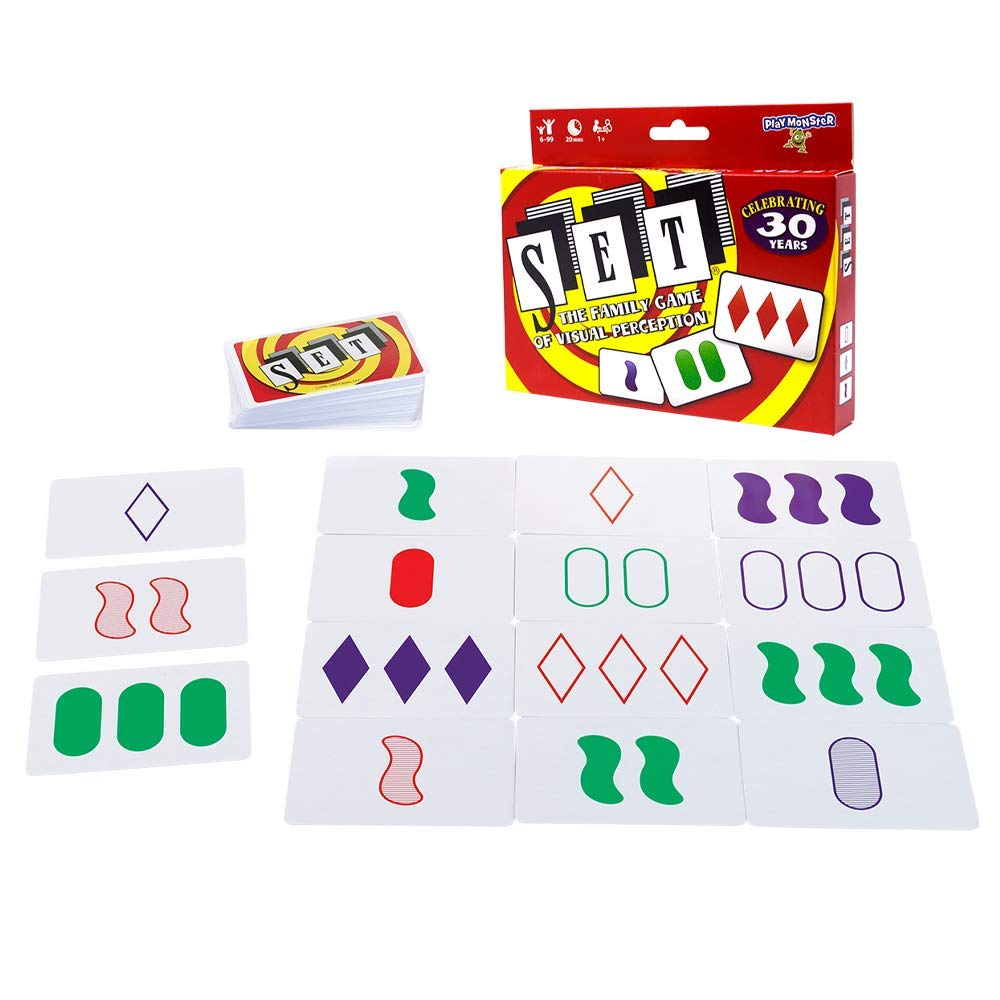 PLAY MONSTER
6-99
20 MINS
1+
SET®
THE FAMILY GAME
OF VISUAL PERCEPTION®
CELEBRATING
30
YEARS
SET
SET